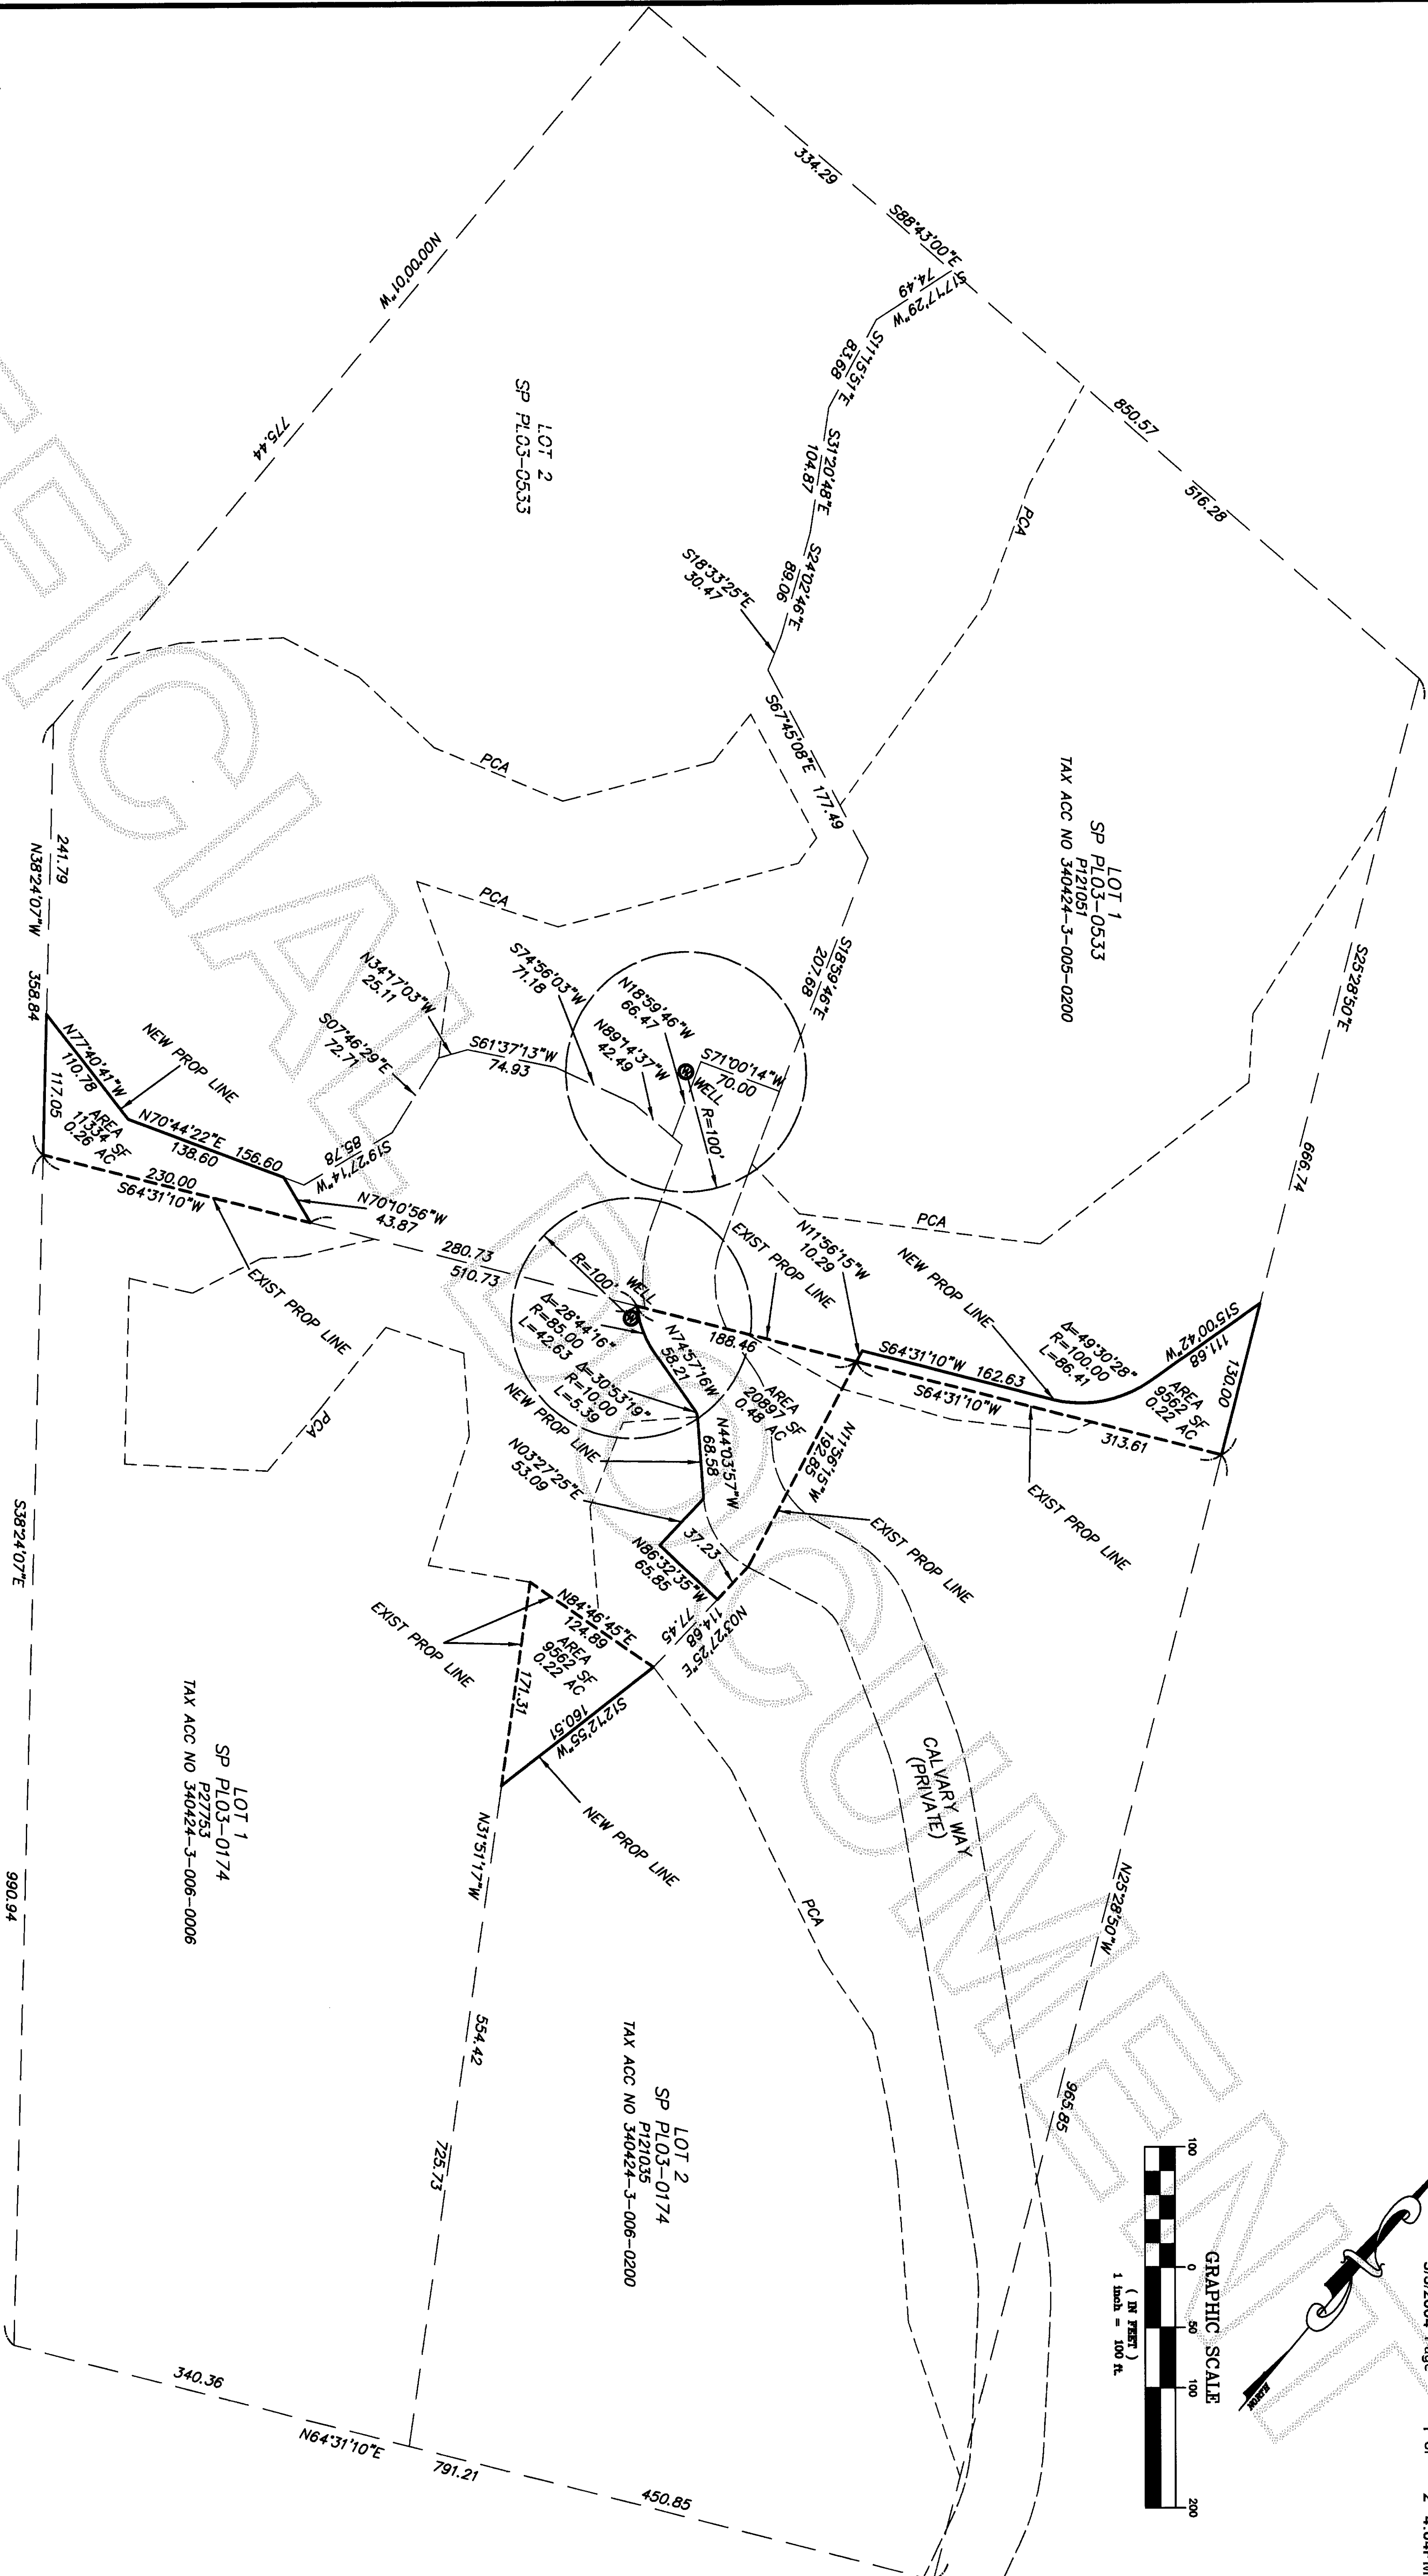 334.29
S88°43'00"E
850.57
516.28
S17°17'29"W
74.49
S11°15'51"E
83.68
S31°20'48"E
104.87
S24°02'46"E
89.06
S18°33'25"E
30.47
S67°45'08"E 177.49
S18°59'46"E
207.68
N00°00'01"W
775.44
LOT 2
SP PL03-0533
PCA
LOT 1
SP PL03-0533
P121051
TAX ACC NO 340424-3-005-0200
S25°28'50"E
666.74
PCA
PCA
PCA
241.79
N38°24'07"W 358.84
N34°17'03"W
25.11
S07°46'29"E
72.71
S61°37'13"W
74.93
S74°56'03"W
71.18
N18°59'46"W
66.47
N89°14'37"W
42.49
S71°00'14"W
70.00
WELL
R=100'
NEW PROP LINE
N77°40'41"W
110.78
117.05
AREA
11334 SF
0.26 AC
N70°44'22"E 156.60
138.60
230.00
S64°31'10"W
S19°27'14"W
85.78
N70°10'56"W
43.87
EXIST PROP LINE
280.73
510.73
R=100'
WELL
Δ=28°44'16"
R=85.00
L=42.63
N74°57'16W
58.21
Δ=30°53'19"
R=10.00
L=5.39
188.46
EXIST PROP LINE
N11°56'15"W
10.29
NEW PROP LINE
S64°31'10"W 162.63
S64°31'10"W
313.61
Δ=49°30'28"
R=100.00
L=86.41
S15°00'42"W
111.68
130.00
AREA
9562 SF
0.22 AC
EXIST PROP LINE
AREA
20897 SF
0.48 AC
N11°56'15"W
192.85
EXIST PROP LINE
N44°03'57"W
68.58
NEW PROP LINE
N03°27'25"E
53.09
37.23
N86°32'35"W
65.85
N03°27'25"E
114.68
77.45
N84°46'45"E
124.89
AREA
9562 SF
0.22 AC
171.31
EXIST PROP LINE
S12°12'55"W
160.51
NEW PROP LINE
PCA
S38°24'07"E
990.94
LOT 1
SP PL03-0174
P27753
TAX ACC NO 340424-3-006-0006
N31°51'17"W
554.42
725.73
PCA
CALVARY WAY
(PRIVATE)
N25°28'50"W
965.85
LOT 2
SP PL03-0174
P121035
TAX ACC NO 340424-3-006-0200
GRAPHIC SCALE
100 0 50 100 200
( IN FEET )
1 inch = 100 ft.
NORTH
340.36
N64°31'10"E
791.21
450.85
DOCUMENT